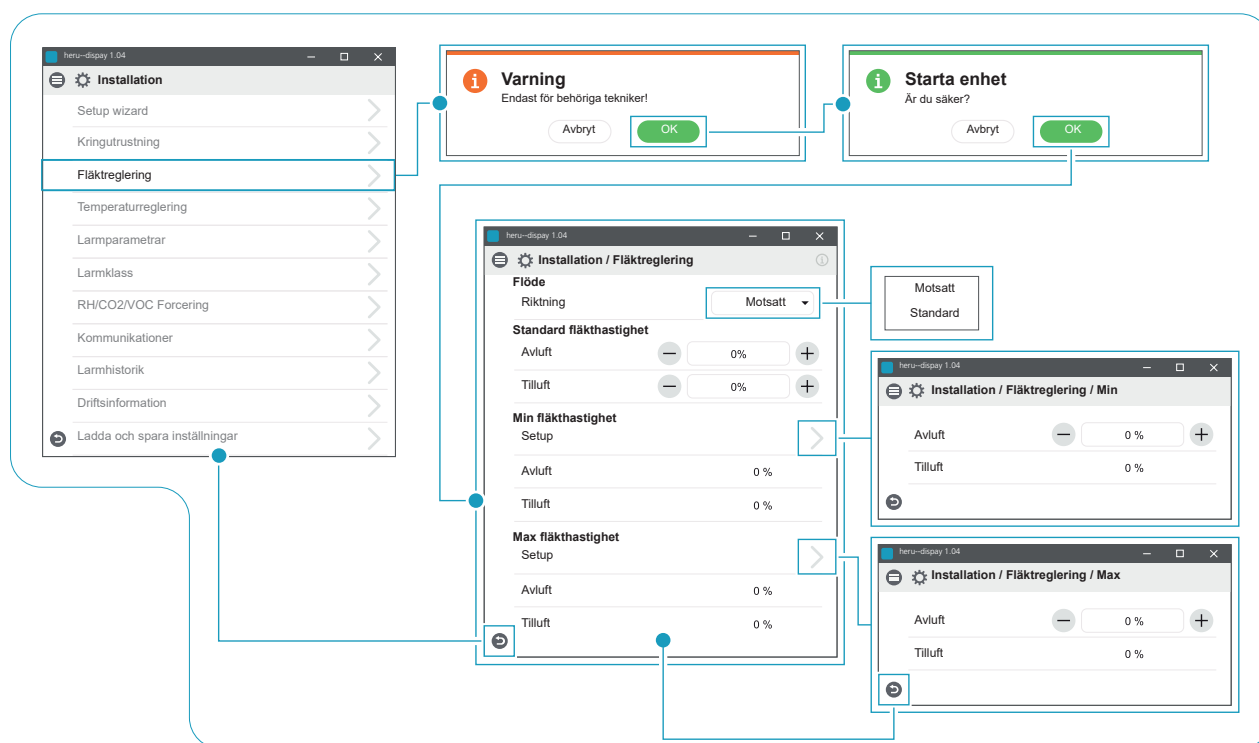 heru--dispay 1.04
Installation
Setup wizard
Kringutrustning
Fläktreglering
Temperaturreglering
Larmparametrar
Larmklass
RH/CO2/VOC Forcering
Kommunikationer
Larmhistorik
Driftsinformation
Ladda och spara inställningar
Varning
Endast för behöriga tekniker!
Avbryt OK
Starta enhet
Är du säker?
Avbryt OK
heru--dispay 1.04
Installation / Fläktreglering
Flöde
Riktning Motsatt
Standard fläkthastighet
Avluft 0%
Tilluft 0%
Min fläkthastighet
Setup
Avluft 0 %
Tilluft 0 %
Max fläkthastighet
Setup
Avluft 0 %
Tilluft 0 %
Motsatt
Standard
heru--dispay 1.04
Installation / Fläktreglering / Min
Avluft 0 %
Tilluft 0 %
heru--dispay 1.04
Installation / Fläktreglering / Max
Avluft 0 %
Tilluft 0 %